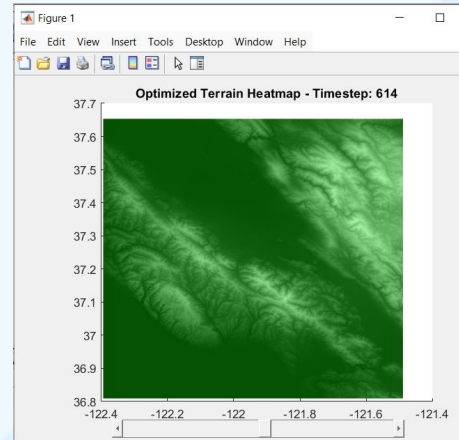 Figure 1
File Edit View Insert Tools Desktop Window Help
Optimized Terrain Heatmap - Timestep: 614
37.7
37.6
37.5
37.4
37.3
37.2
37.1
37
36.9
36.8
-122.4 -122.2 -122 -121.8 -121.6 -121.4